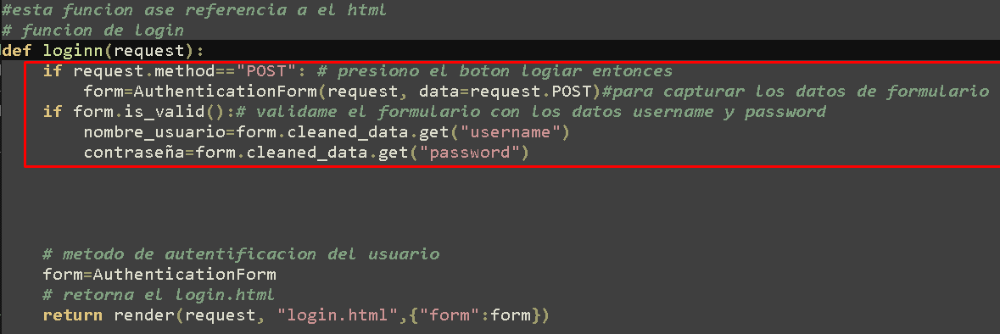 #esta funcion ase referencia a el html
# funcion de login
def loginn(request):
if request.method=="POST": # presiono el boton logiar entonces
form=AuthenticationForm(request, data=request.POST)#para capturar los datos de formulario
if form.is_valid():# validame el formulario con los datos username y password
nombre_usuario=form.cleaned_data.get("username")
contraseña=form.cleaned_data.get("password")
# metodo de autentificacion del usuario
form=AuthenticationForm
# retorna el login.html
return render(request, "login.html",{"form":form})